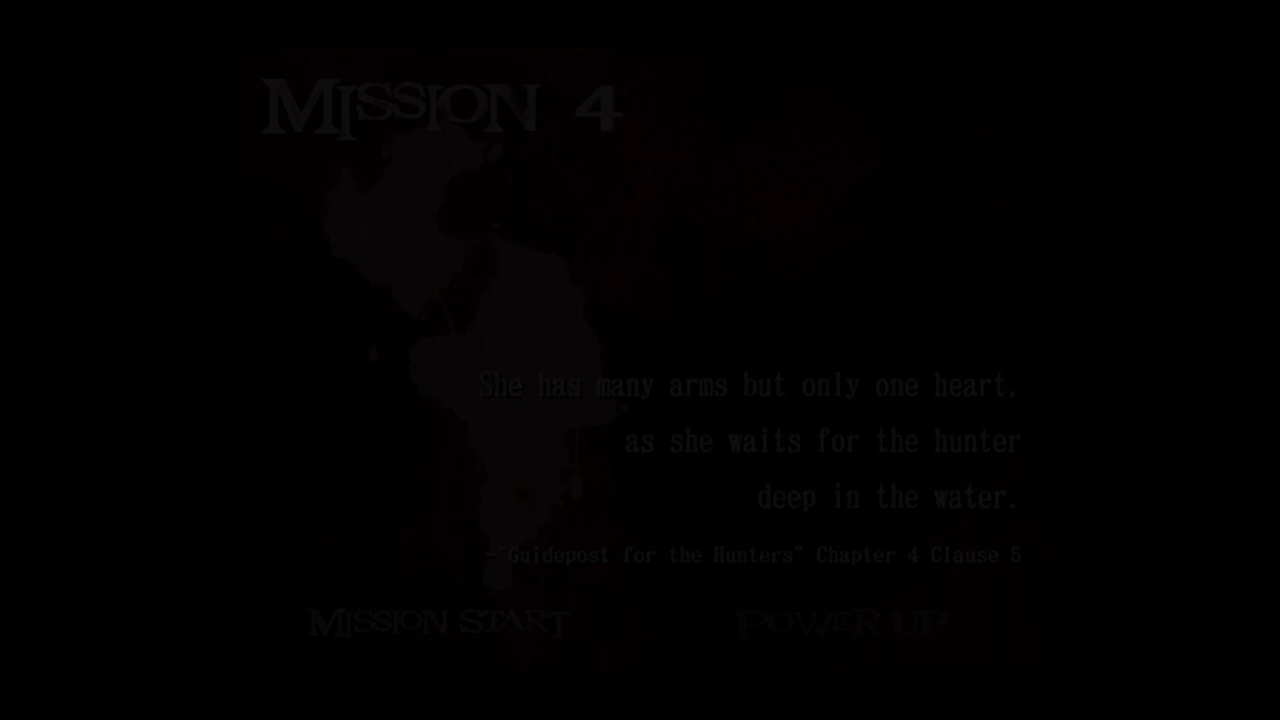 MISSION 4
She has many arms but only one heart,
as she waits for the hunter
deep in the water.
-"Guidepost for the Hunters" Chapter 4 Clause 5
MISSION START
POWER UP